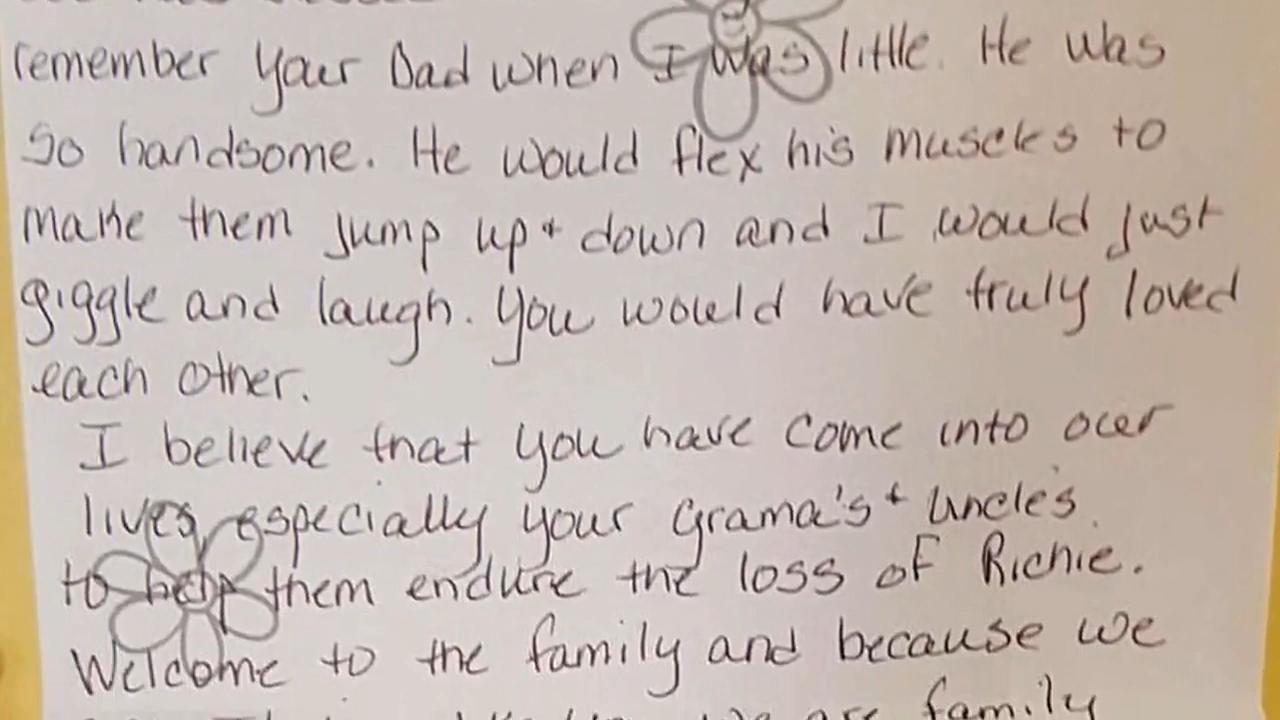 remember your Dad when I was little. He was
so handsome. He would flex his muscles to
make them jump up + down and I would just
giggle and laugh. You would have truly loved
each other.
I believe that you have come into our
lives, especially your Grama's + Uncle's
to help them endure the loss of Richie.
Welcome to the family and because we
family